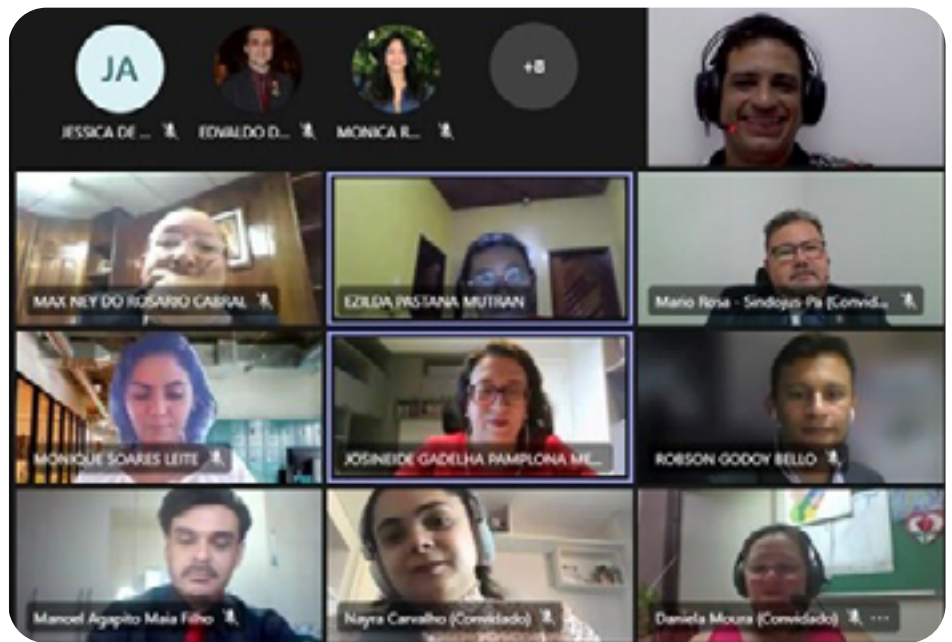 JA
+8
JESSICA DE ...
EDVALDO D...
MONICA R...
MAX NEY DO ROSARIO CABRAL
EZILDA PASTANA MUTRAN
Mario Rosa - Sindojus-Pa (Convid...
MONIQUE SOARES LEITE
JOSINEIDE GADELHA PAMPLONA ME...
ROBSON GODOY BELLO
Manoel Agapito Maia Filho
Nayra Carvalho (Convidado)
Daniela Moura (Convidado)